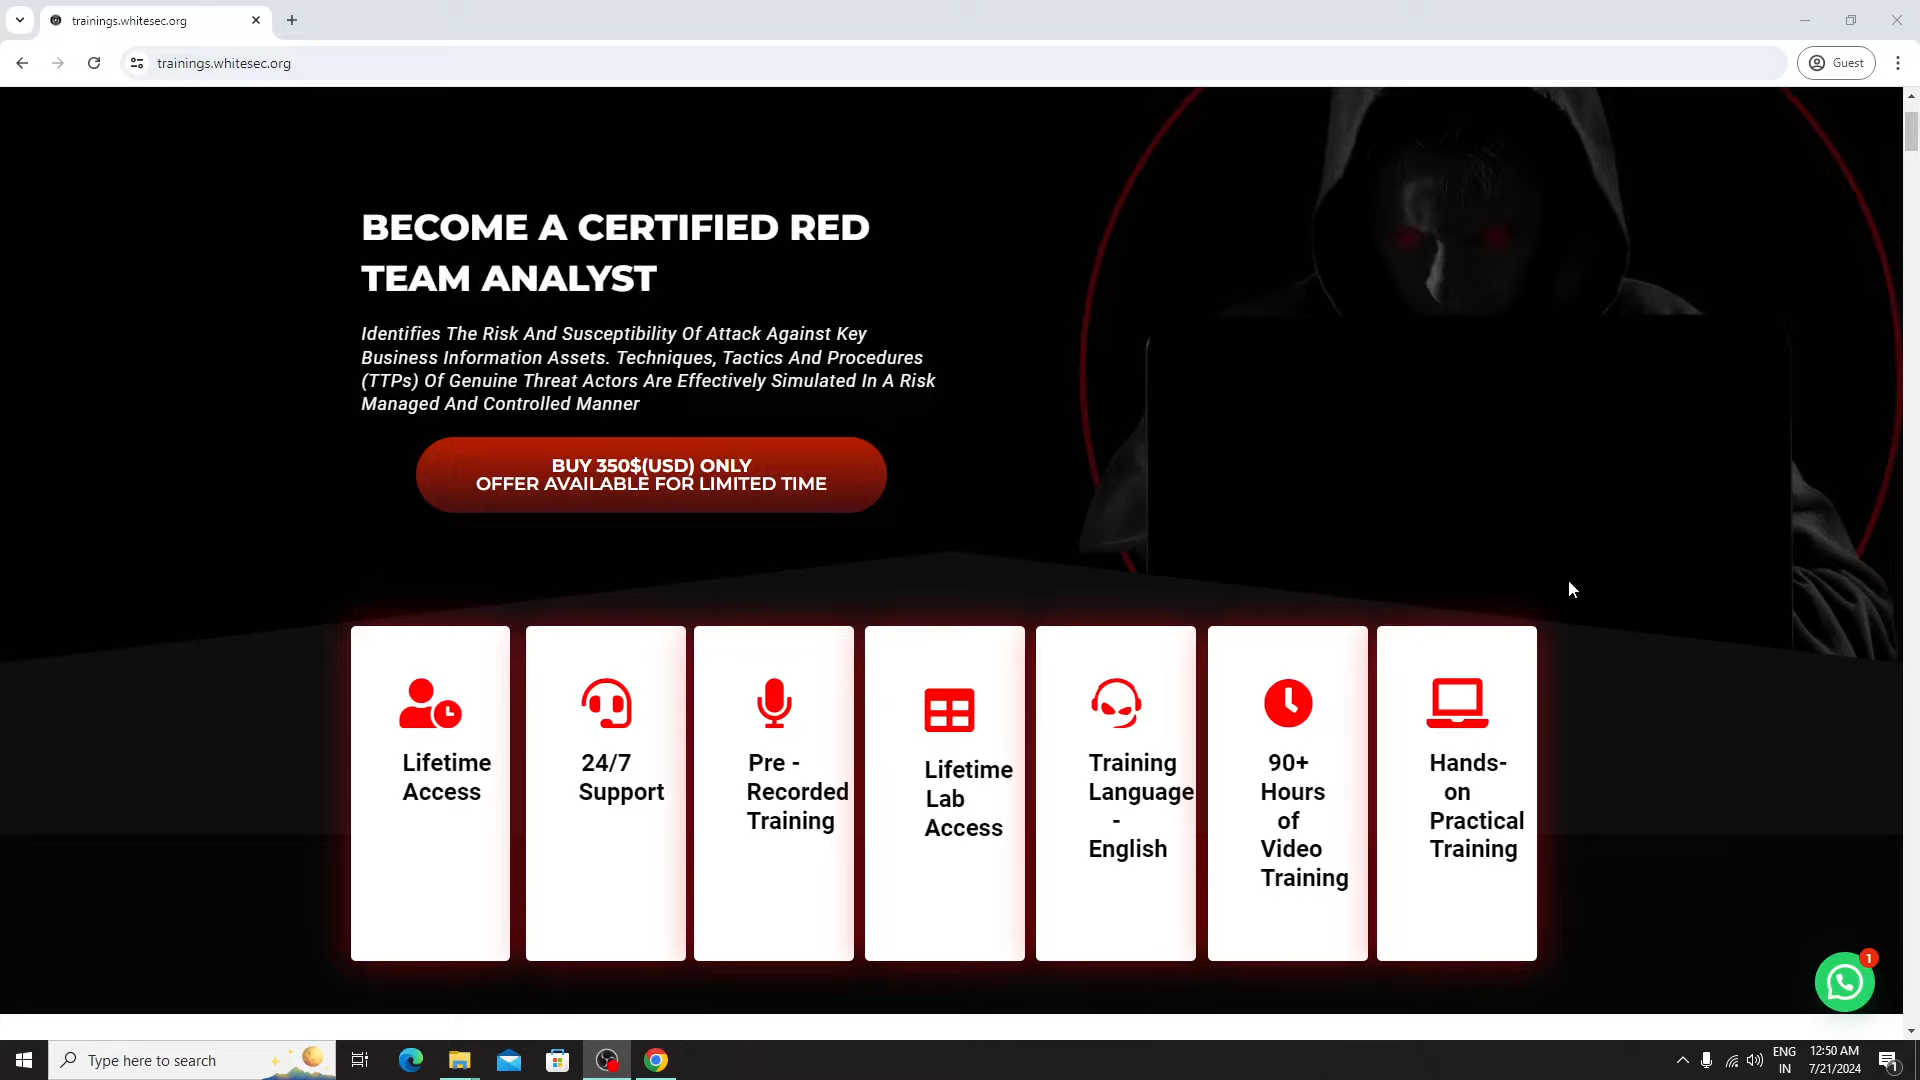 trainings.whitesec.org
trainings.whitesec.org
Guest
BECOME A CERTIFIED RED
TEAM ANALYST
Identifies The Risk And Susceptibility Of Attack Against Key
Business Information Assets. Techniques, Tactics And Procedures
(TTPs) Of Genuine Threat Actors Are Effectively Simulated In A Risk
Managed And Controlled Manner
BUY 350$(USD) ONLY
OFFER AVAILABLE FOR LIMITED TIME
Lifetime
Access
24/7
Support
Pre -
Recorded
Training
Lifetime
Lab
Access
Training
Language
-
English
90+
Hours
of
Video
Training
Hands-
on
Practical
Training
1
Type here to search
ENG
IN
12:50 AM
7/21/2024
1